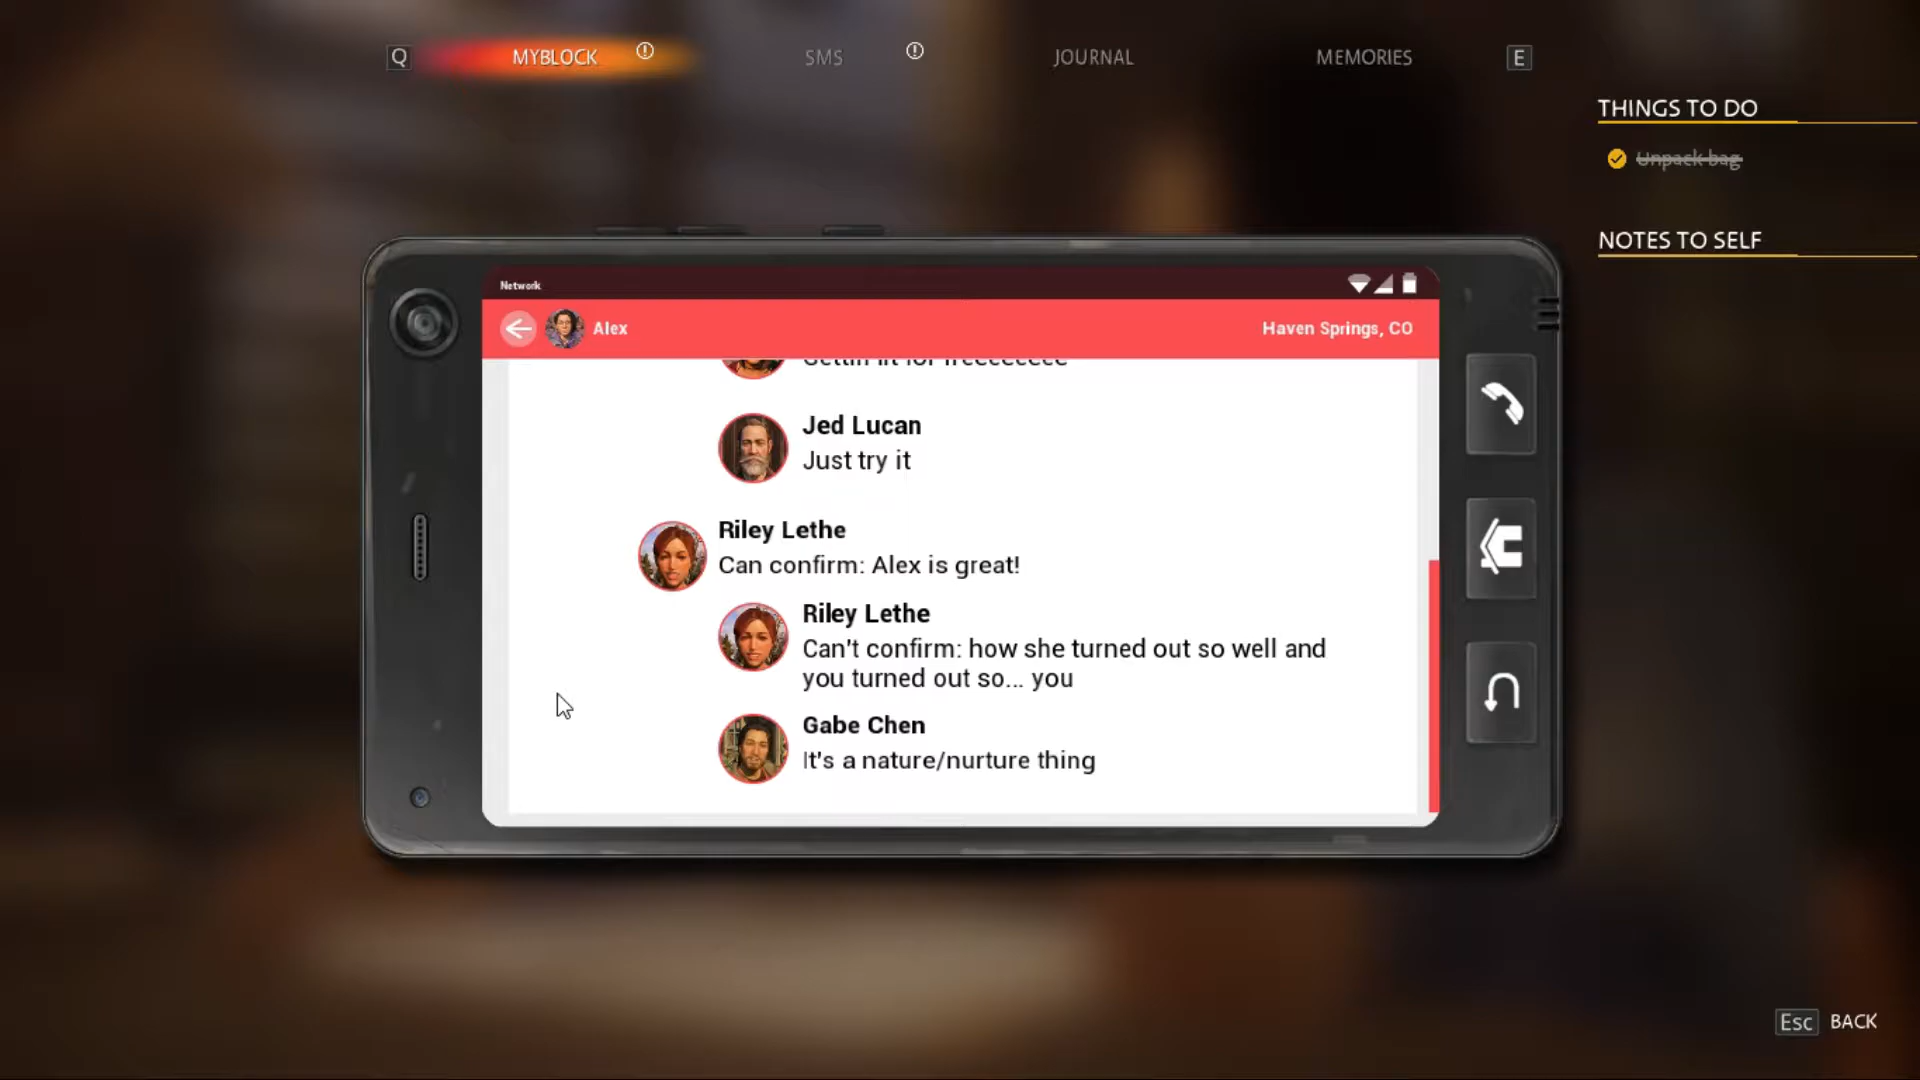 Q
MYBLOCK
SMS
JOURNAL
MEMORIES
E
THINGS TO DO
Unpack bag
NOTES TO SELF
Network
Alex
Haven Springs, CO
Jed Lucan
Just try it
Riley Lethe
Can confirm: Alex is great!
Riley Lethe
Can't confirm: how she turned out so well and
you turned out so... you
Gabe Chen
It's a nature/nurture thing
Esc BACK